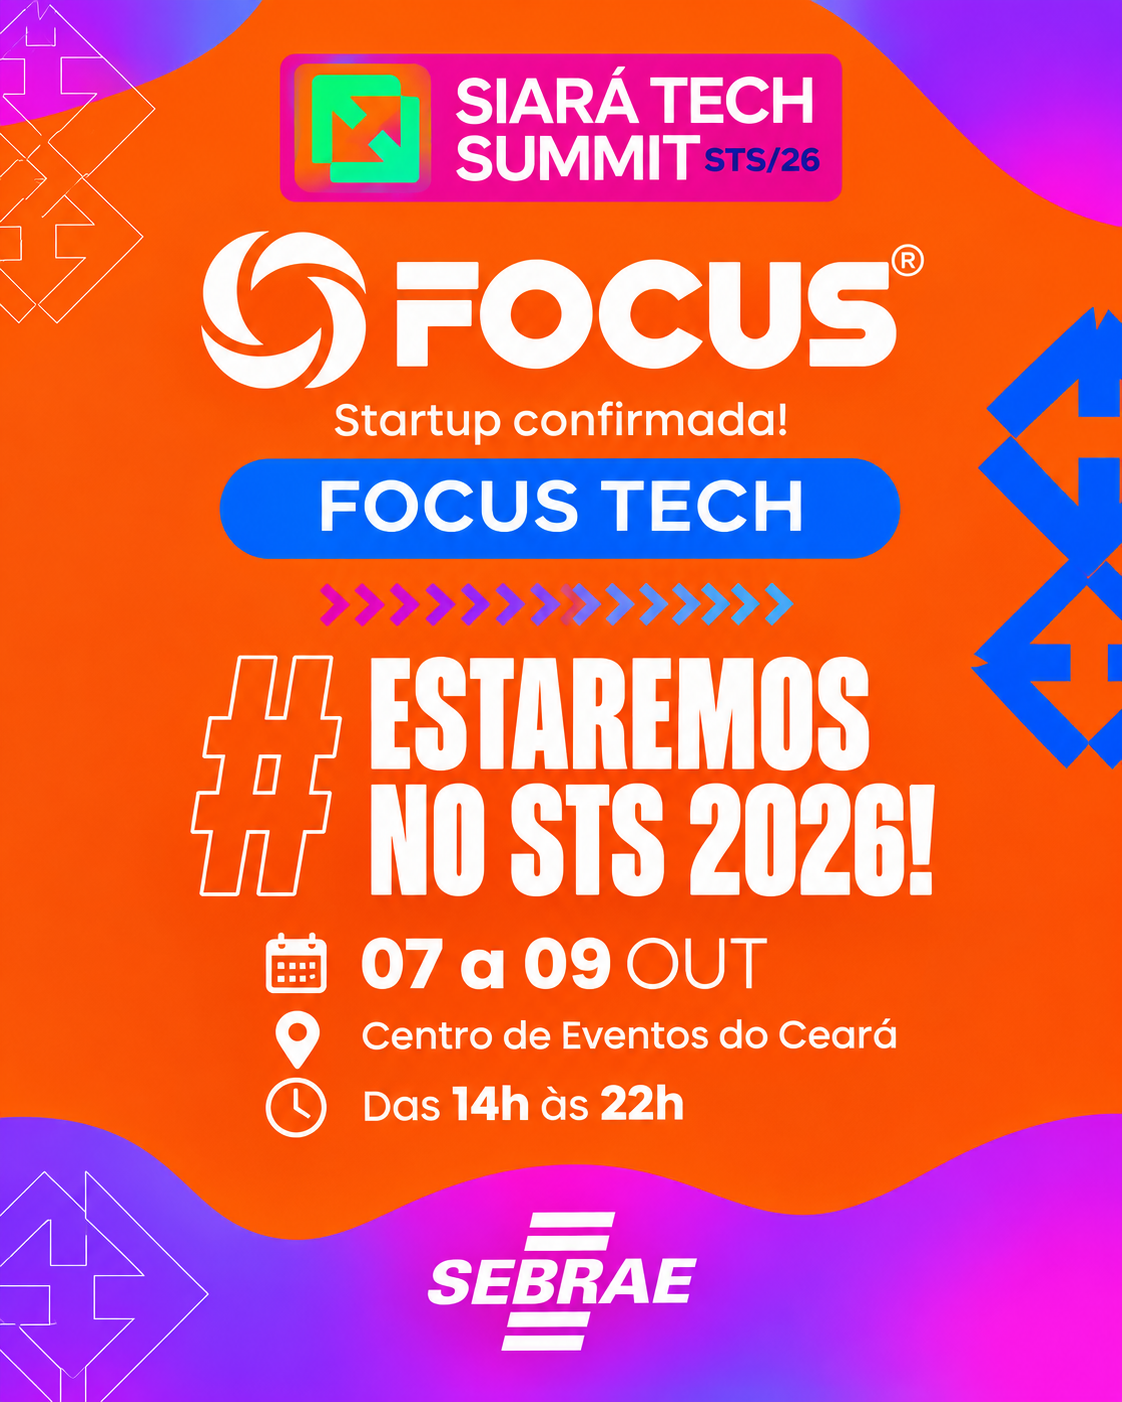 SIARÁ TECH
SUMMIT STS/26
FOCUS®
Startup confirmada!
FOCUS TECH
# ESTAREMOS
NO STS 2026!
07 a 09 OUT
Centro de Eventos do Ceará
Das 14h às 22h
SEBRAE